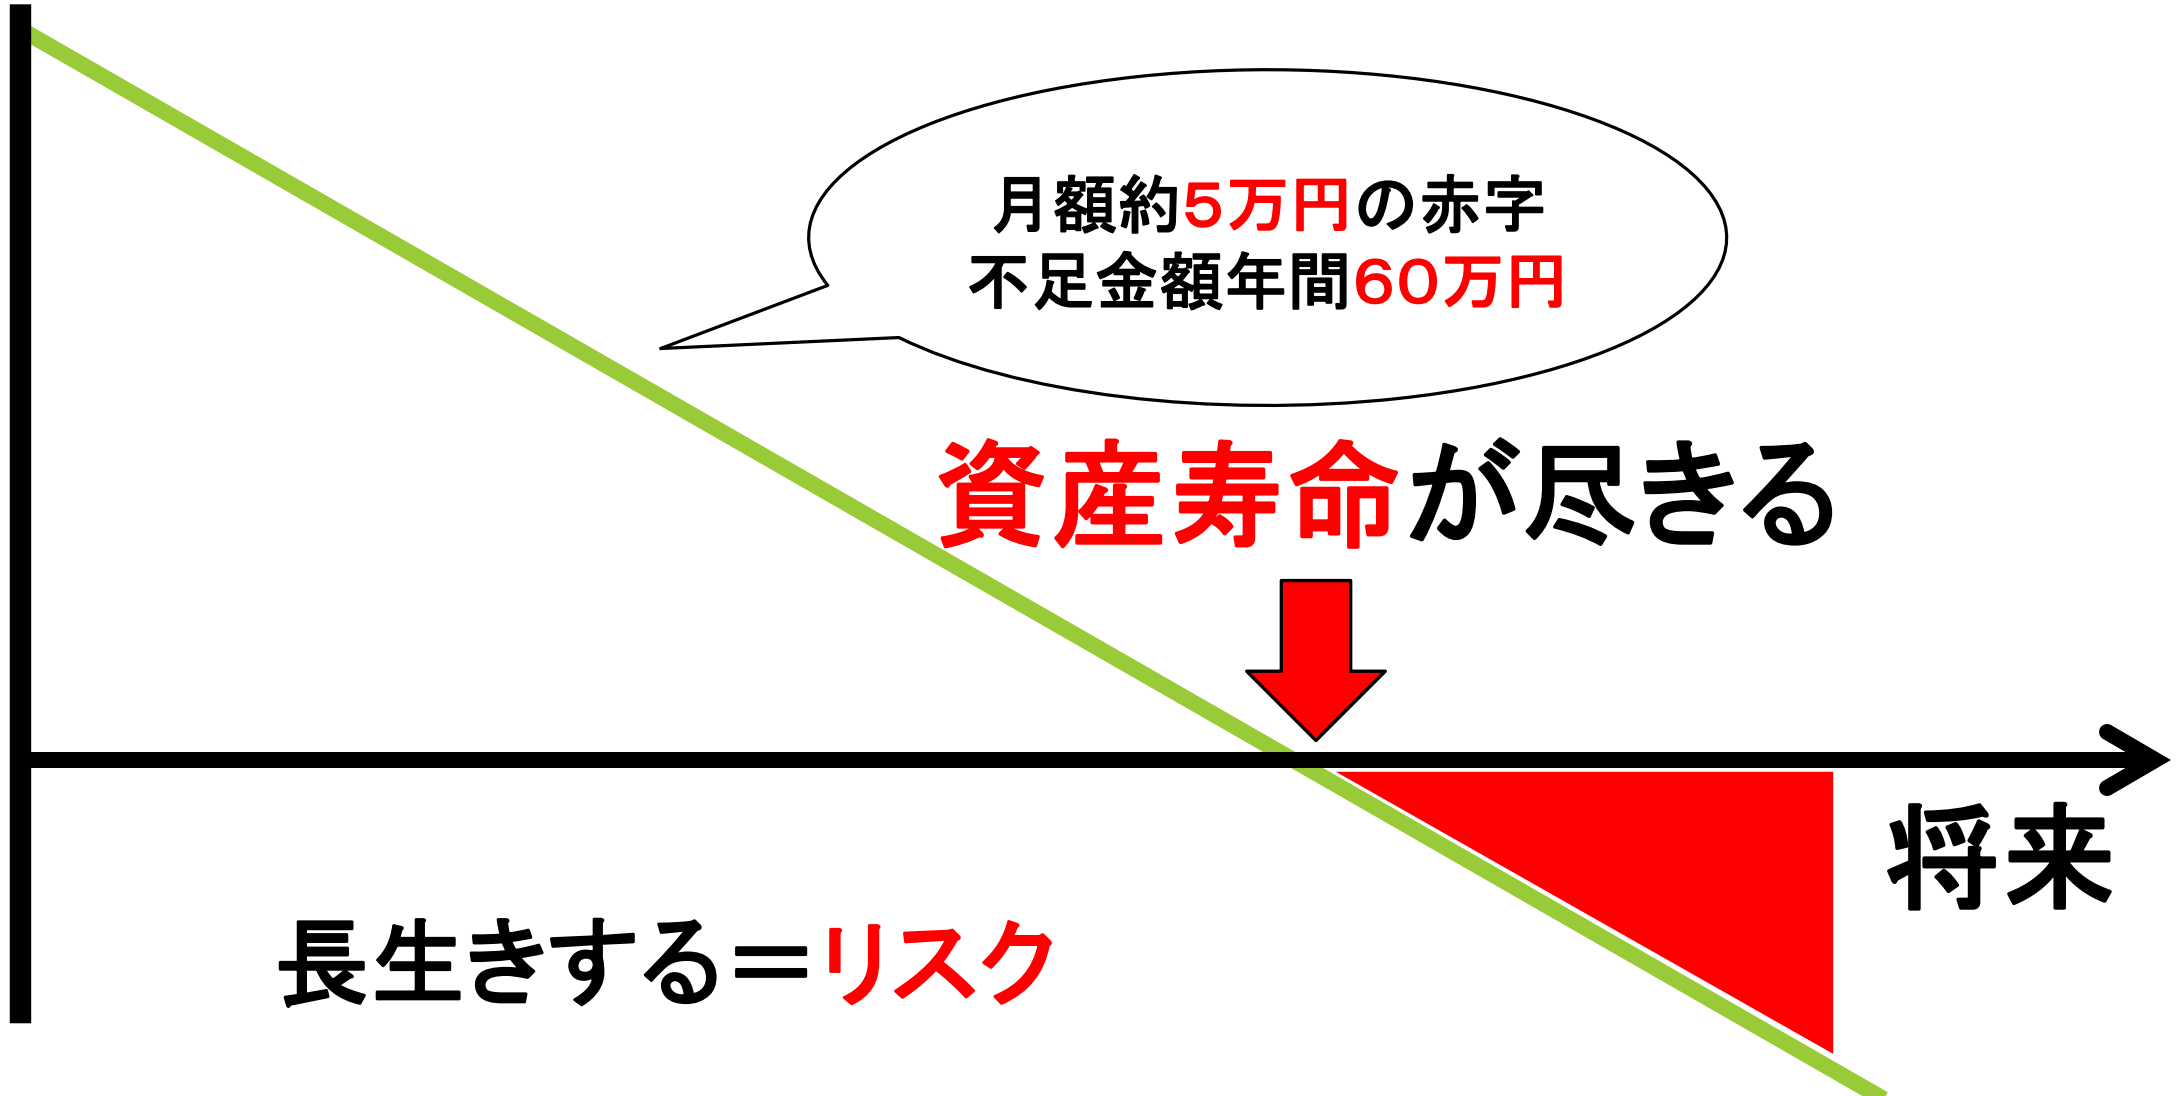 月額約5万円の赤字
不足金額年間60万円
資産寿命が尽きる
将来
長生きする＝リスク